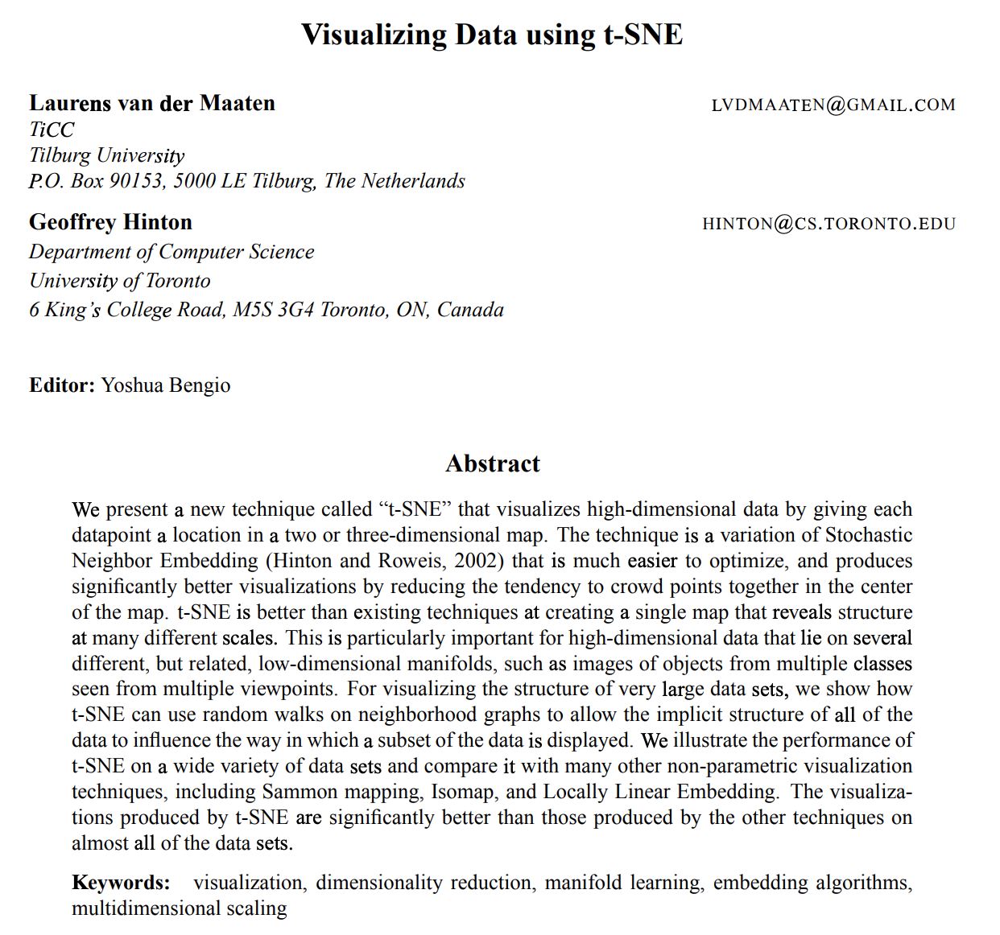 Visualizing Data using t-SNE
Laurens van der Maaten LVDMAATEN@GMAIL.COM
TiCC
Tilburg University
P.O. Box 90153, 5000 LE Tilburg, The Netherlands
Geoffrey Hinton HINTON@CS.TORONTO.EDU
Department of Computer Science
University of Toronto
6 King's College Road, M5S 3G4 Toronto, ON, Canada
Editor: Yoshua Bengio
Abstract
We present a new technique called “t-SNE” that visualizes high-dimensional data by giving each
datapoint a location in a two or three-dimensional map. The technique is a variation of Stochastic
Neighbor Embedding (Hinton and Roweis, 2002) that is much easier to optimize, and produces
significantly better visualizations by reducing the tendency to crowd points together in the center
of the map. t-SNE is better than existing techniques at creating a single map that reveals structure
at many different scales. This is particularly important for high-dimensional data that lie on several
different, but related, low-dimensional manifolds, such as images of objects from multiple classes
seen from multiple viewpoints. For visualizing the structure of very large data sets, we show how
t-SNE can use random walks on neighborhood graphs to allow the implicit structure of all of the
data to influence the way in which a subset of the data is displayed. We illustrate the performance of
t-SNE on a wide variety of data sets and compare it with many other non-parametric visualization
techniques, including Sammon mapping, Isomap, and Locally Linear Embedding. The visualiza-
tions produced by t-SNE are significantly better than those produced by the other techniques on
almost all of the data sets.
Keywords: visualization, dimensionality reduction, manifold learning, embedding algorithms,
multidimensional scaling